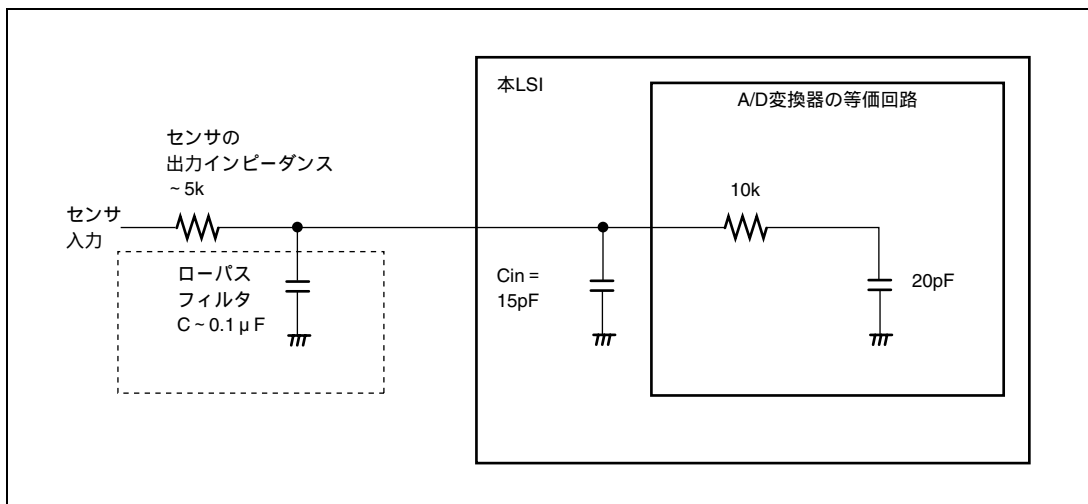 本LSI
A/D変換器の等価回路
センサの
出力インピーダンス
~5k
センサ
入力
ローパス
フィルタ
C~0.1μF
Cin =
15pF
10k
20pF